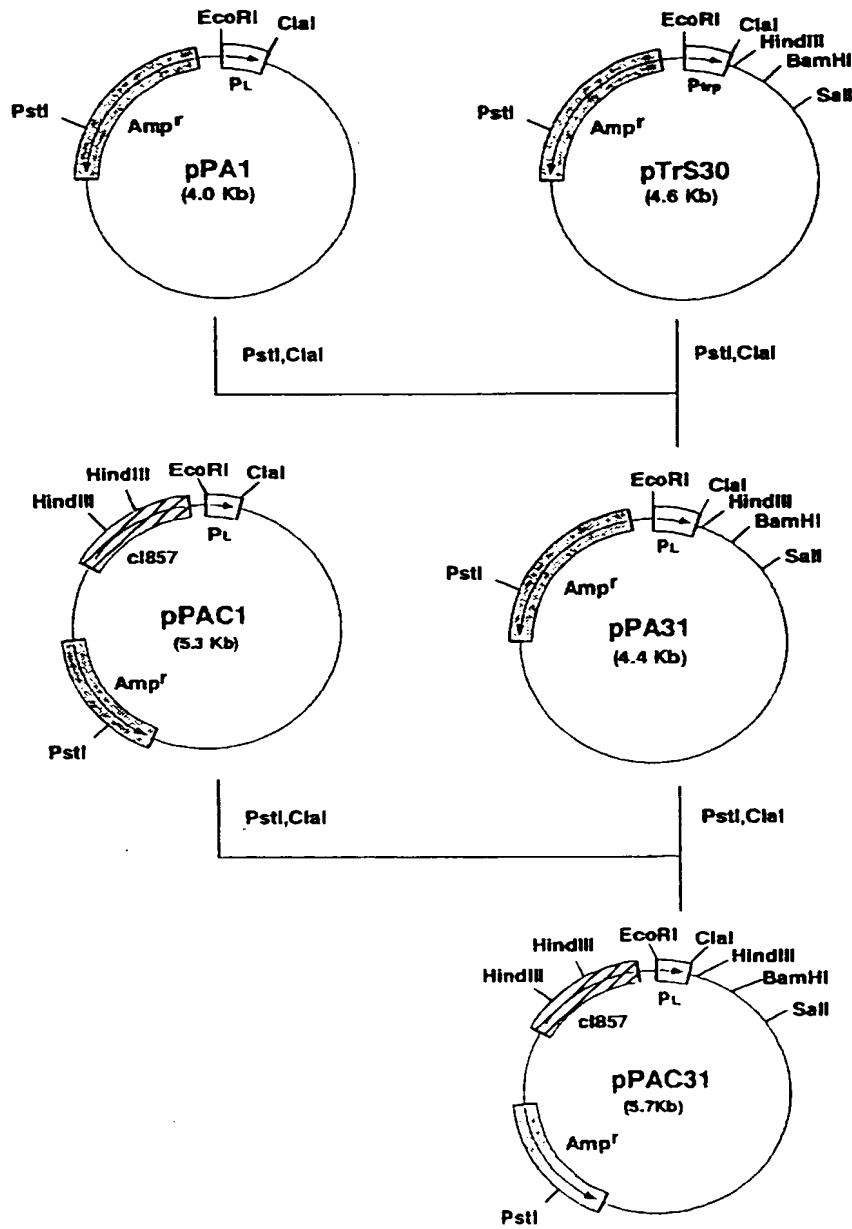 EcoRI
ClaI
PL
PstI
Ampr
pPA1
(4.0 Kb)
EcoRI
ClaI
HindIII
BamHI
SalI
Ptrp
PstI
Ampr
pTrS30
(4.6 Kb)
PstI,ClaI
PstI,ClaI
HindIII
HindIII
EcoRI
ClaI
PL
cI857
pPAC1
(5.3 Kb)
Ampr
PstI
EcoRI
ClaI
HindIII
BamHI
SalI
PL
PstI
Ampr
pPA31
(4.4 Kb)
PstI,ClaI
PstI,ClaI
HindIII
HindIII
EcoRI
ClaI
HindIII
BamHI
SalI
PL
cI857
pPAC31
(5.7Kb)
Ampr
PstI